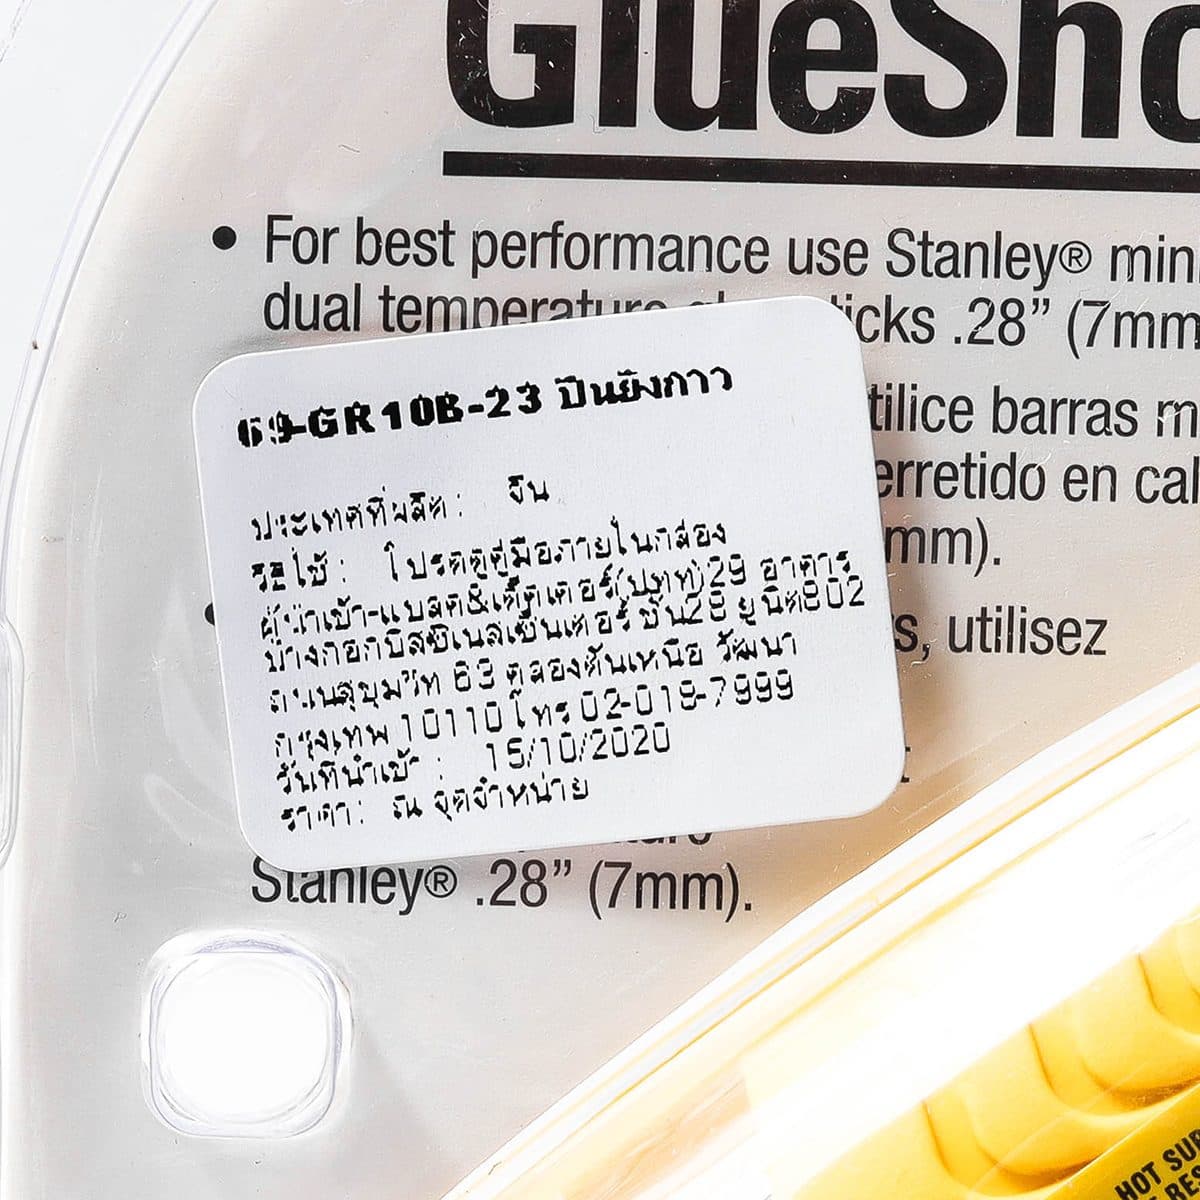 GlueSho
• For best performance use Stanley® min
dual temperature glue sticks .28” (7mm
69-GR10B-23 ปืนยิงกาว
ประเทศที่ผลิต : จีน
วิธีใช้ : โปรดดูคู่มือภายในกล่อง
ผู้นำเข้า-แบลค&เด็คเกอร์(ปทท)29 อาคาร
บางกอกบิสซิเนสเซ็นเตอร์ ชั้น28 ยูนิต802
ถนนสุขุมวิท 63 คลองตันเหนือ วัฒนา
กรุงเทพ 10110 โทร 02-018-7999
วันที่นำเข้า : 15/10/2020
ราคา : ณ จุดจำหน่าย
tilice barras m
erretido en cal
mm).
s, utilisez
Stanley® .28” (7mm).
HOT SUR
RES